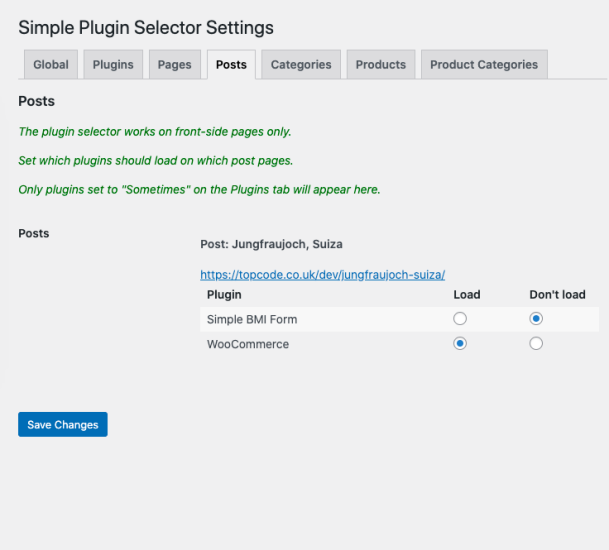 Simple Plugin Selector Settings
Global Plugins Pages Posts Categories Products Product Categories
Posts
The plugin selector works on front-side pages only.
Set which plugins should load on which post pages.
Only plugins set to "Sometimes" on the Plugins tab will appear here.
Posts
Post: Jungfraujoch, Suiza
https://topcode.co.uk/dev/jungfraujoch-suiza/
Plugin Load Don't load
Simple BMI Form
WooCommerce
Save Changes